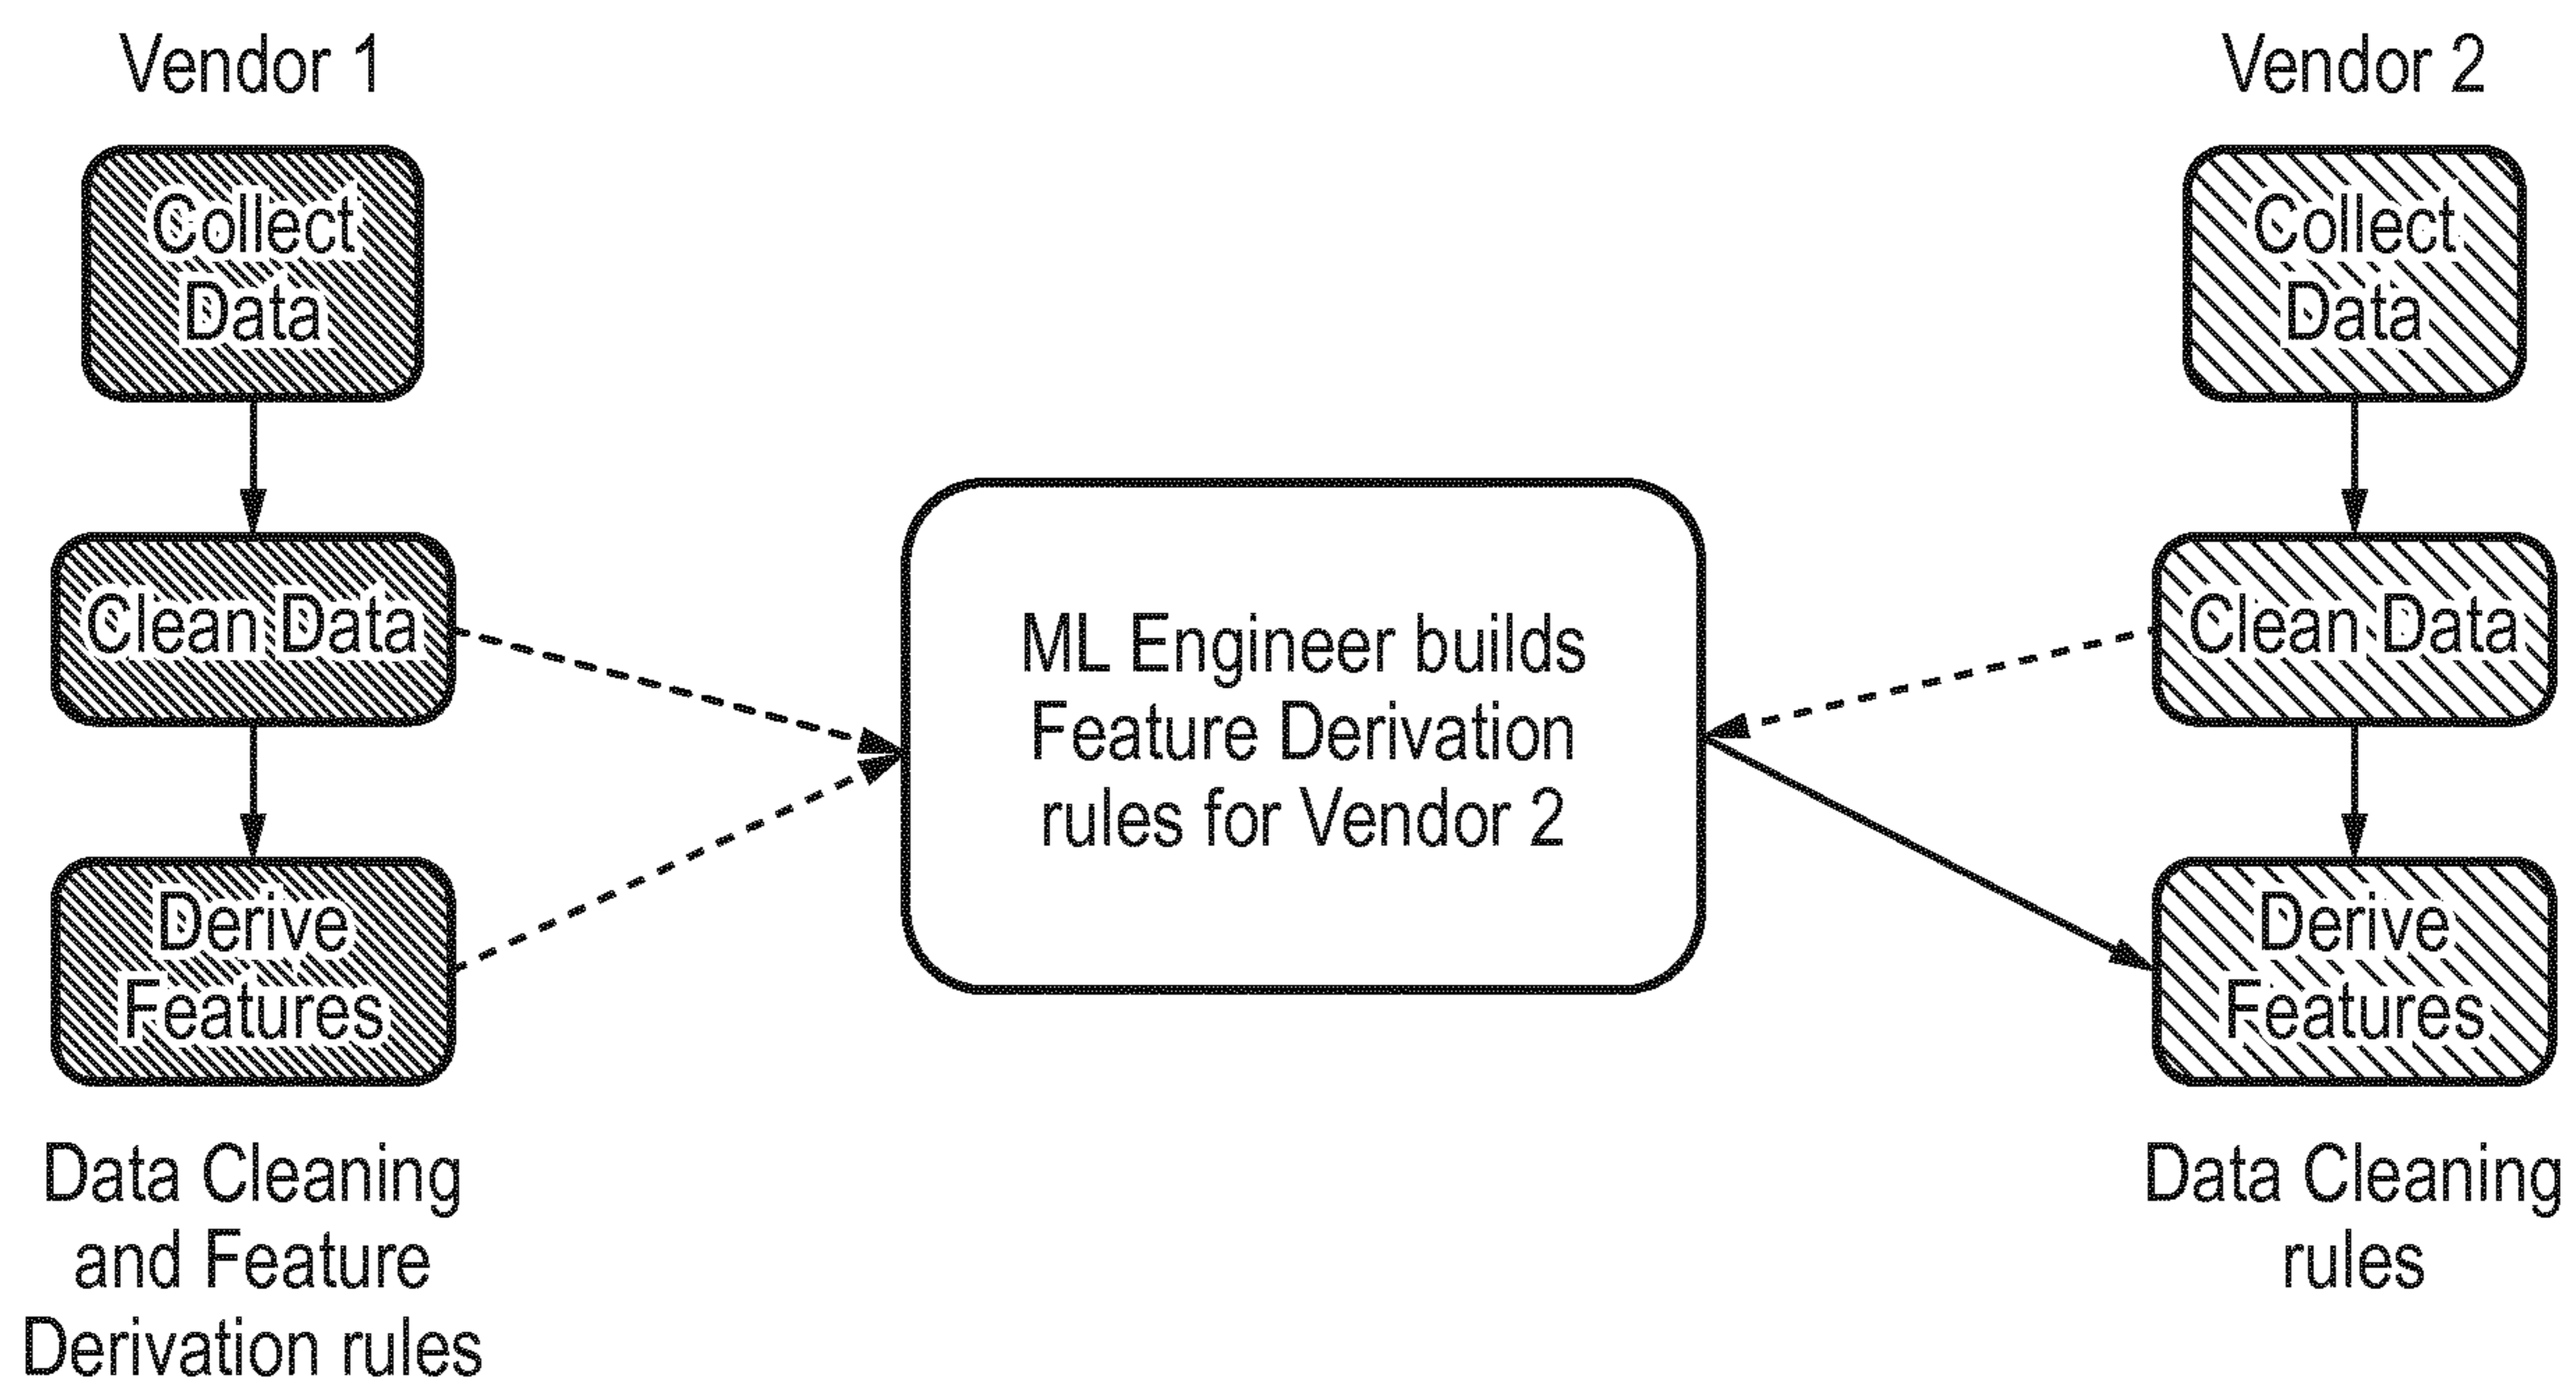 Vendor 1
Collect
Data
Clean Data
Derive
Features
Data Cleaning
and Feature
Derivation rules
ML Engineer builds
Feature Derivation
rules for Vendor 2
Vendor 2
Collect
Data
Clean Data
Derive
Features
Data Cleaning
rules